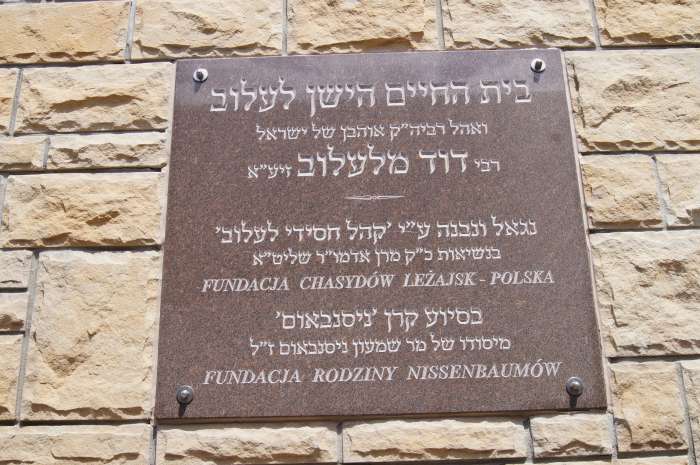 בית החיים הישן לעלוב
ואהל רביה״ק אוהבן של ישראל
רבי דוד מלעלוב זיע״א
נגאל ונבנה ע״י 'קהל חסידי לעלוב'
בנשיאות כ״ק מרן אדמו״ר שליט״א
FUNDACJA CHASYDÓW LEŻAJSK - POLSKA
בסיוע קרן 'ניסנבאום'
מיסודו של מר שמעון ניסנבאום ז״ל
FUNDACJA RODZINY NISSENBAUMÓW